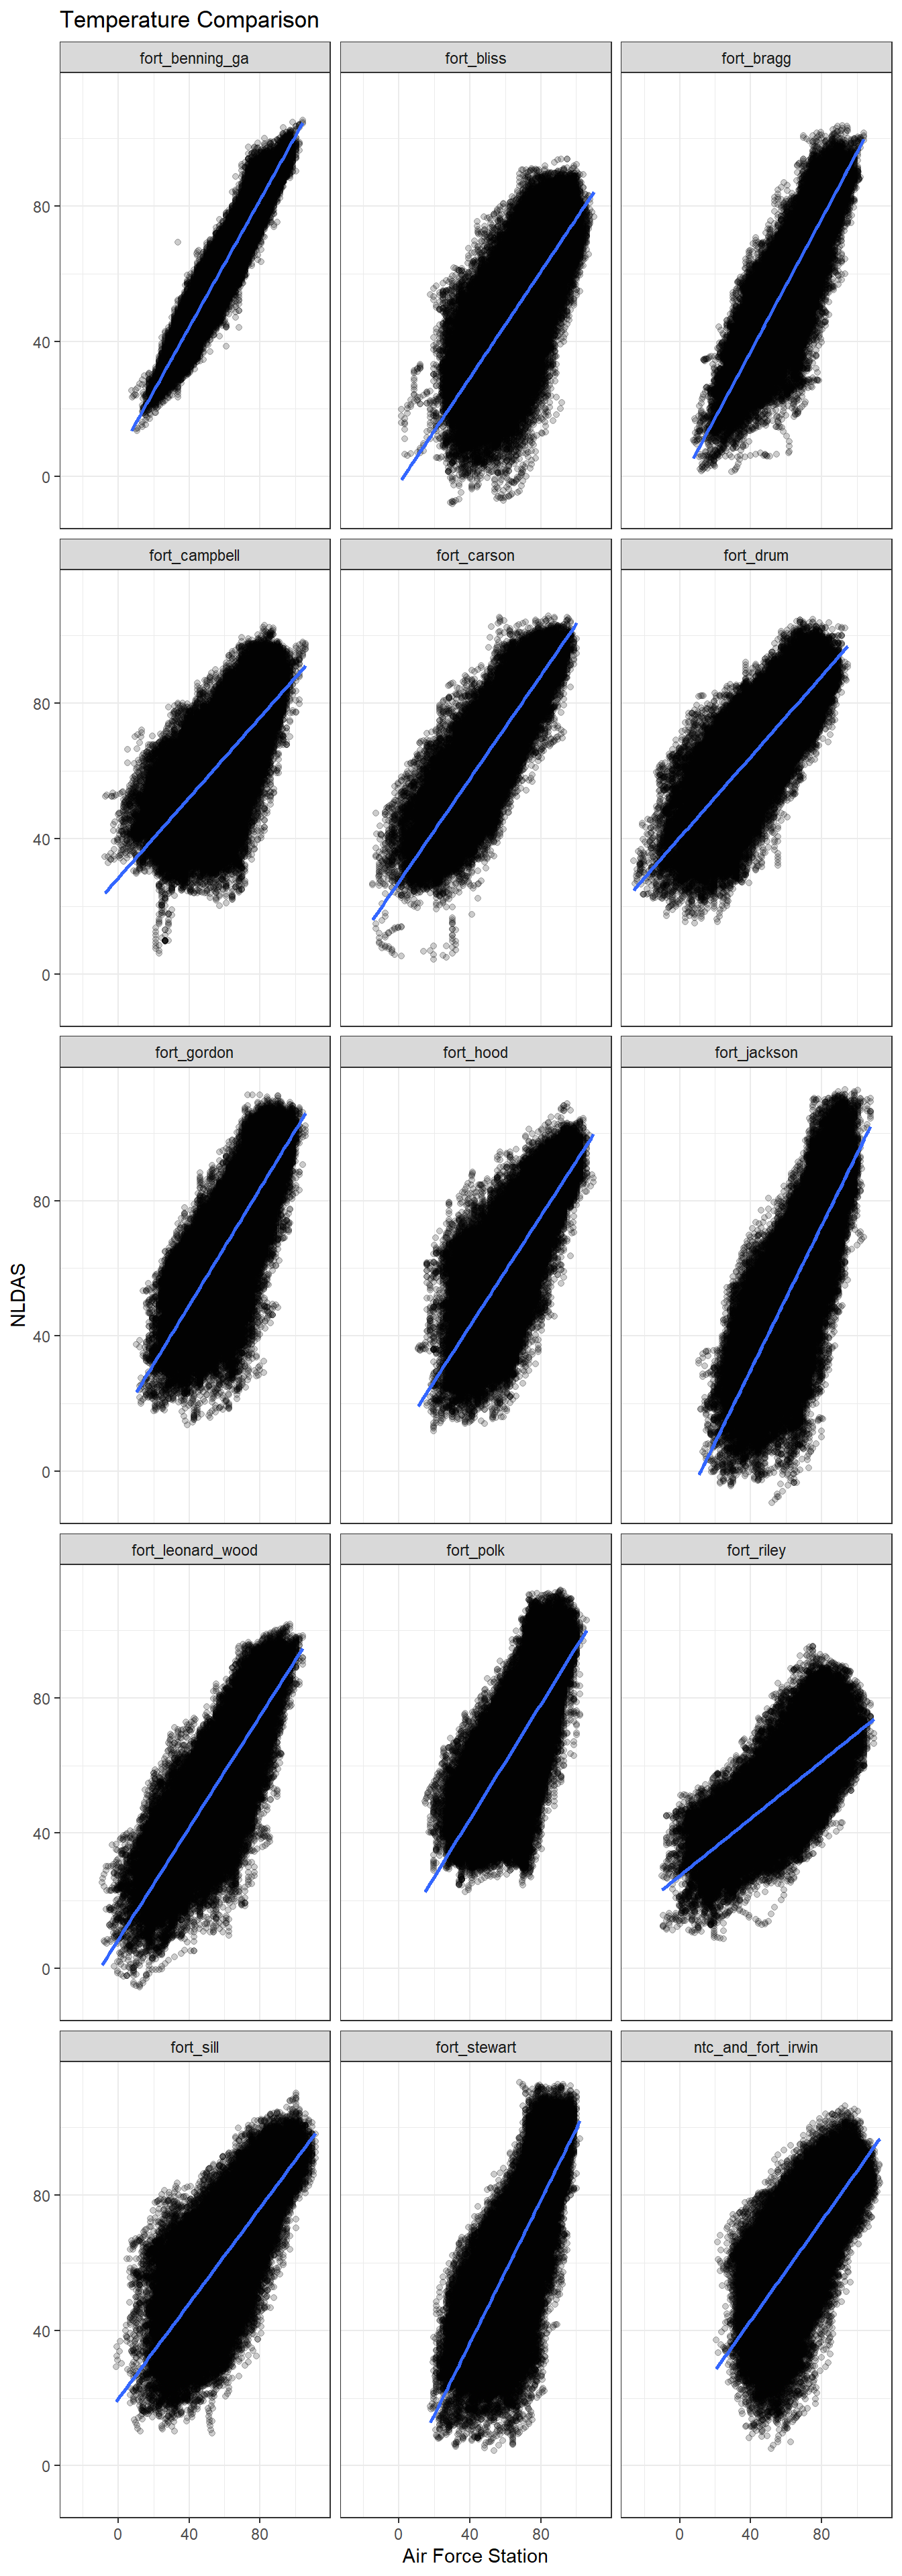 Temperature Comparison
fort_benning_ga
fort_bliss
fort_bragg
80
40
0
fort_campbell
fort_carson
fort_drum
80
40
0
fort_gordon
fort_hood
fort_jackson
80
40
0
NLDAS
fort_leonard_wood
fort_polk
fort_riley
80
40
0
fort_sill
fort_stewart
ntc_and_fort_irwin
80
40
0
0 40 80
0 40 80
0 40 80
Air Force Station